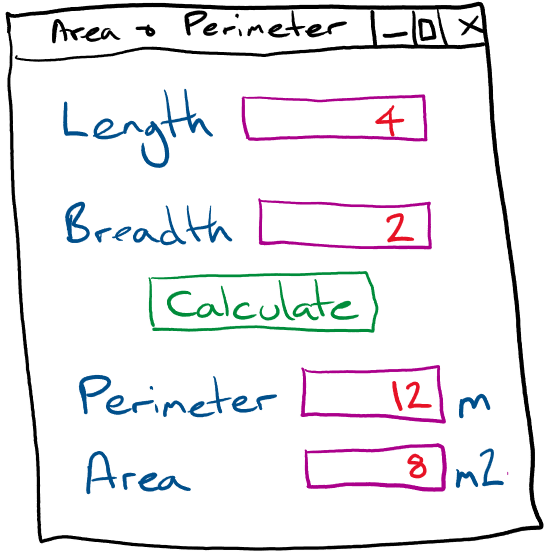 Area + Perimeter
Length 4
Breadth 2
Calculate
Perimeter 12 m
Area 8 m2